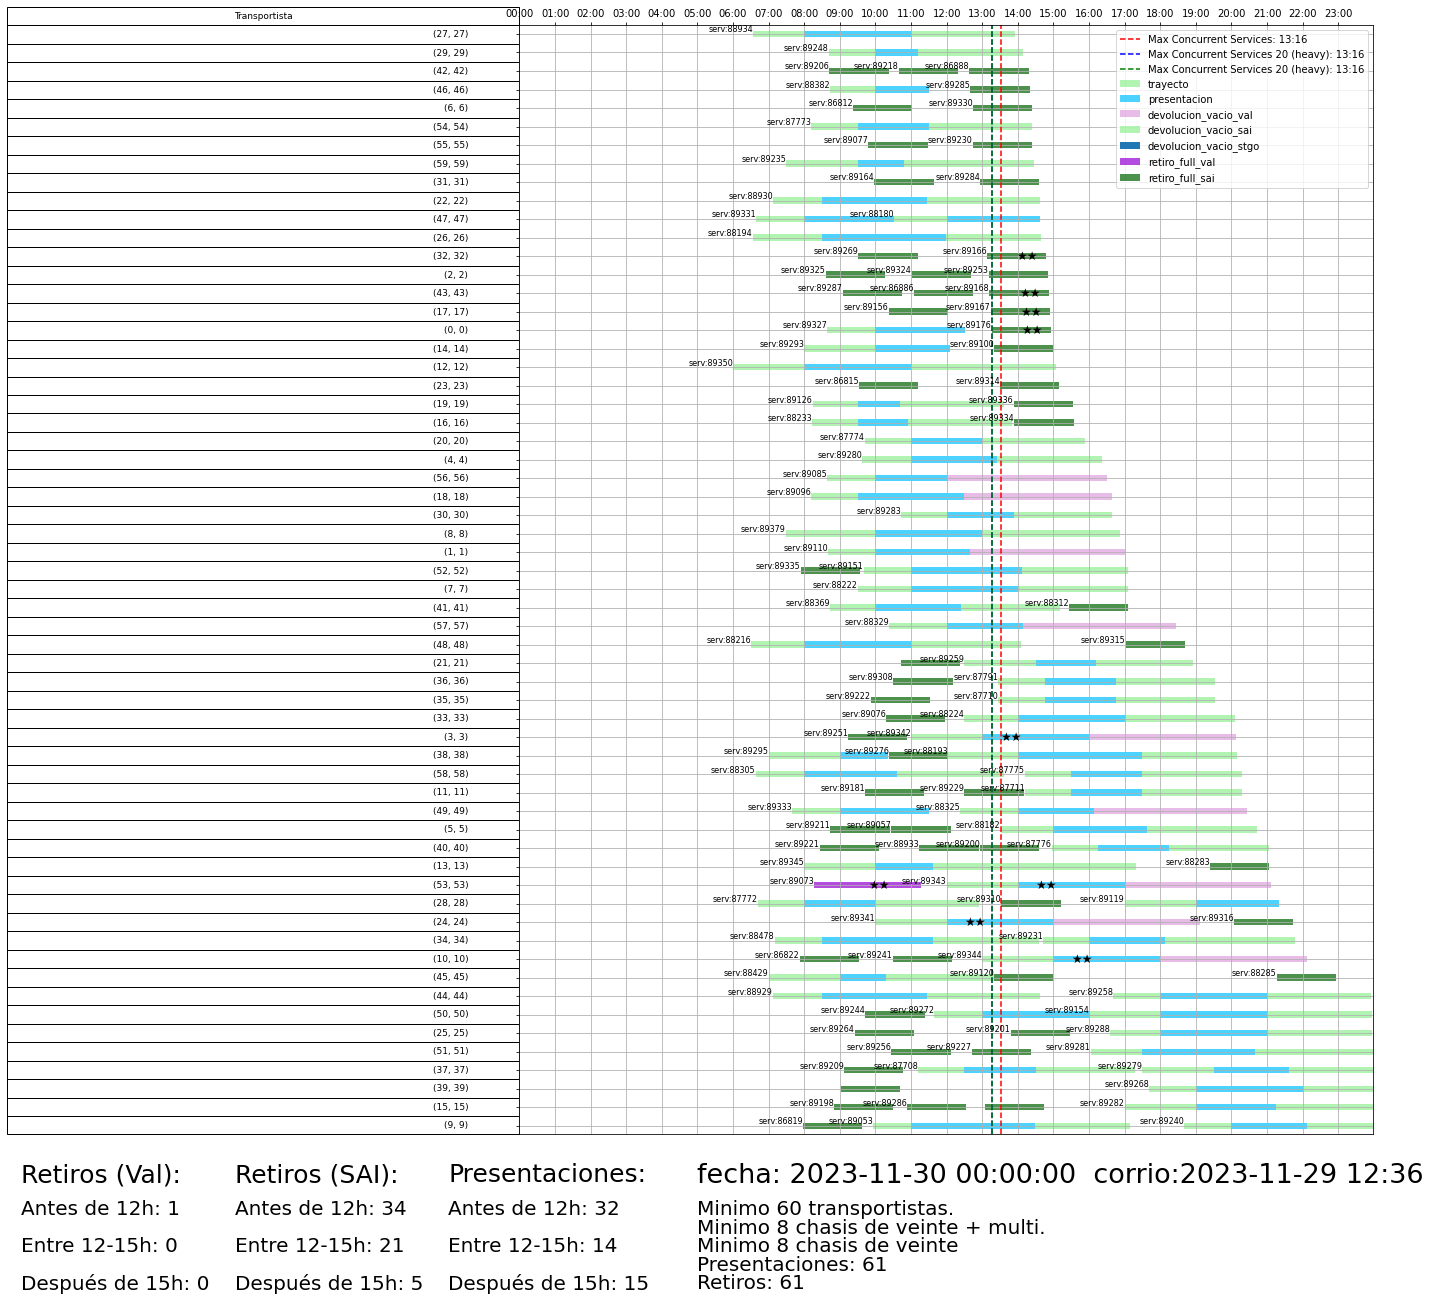 Transportista
00:00 01:00 02:00 03:00 04:00 05:00 06:00 07:00 08:00 09:00 10:00 11:00 12:00 13:00 14:00 15:00 16:00 17:00 18:00 19:00 20:00 21:00 22:00 23:00
Max Concurrent Services: 13:16
Max Concurrent Services 20 (heavy): 13:16
Max Concurrent Services 20 (heavy): 13:16
trayecto
presentacion
devolucion_vacio_val
devolucion_vacio_sai
devolucion_vacio_stgo
retiro_full_val
retiro_full_sai
(27, 27) serv:88934
(29, 29) serv:89248
(42, 42) serv:89206 serv:89218 serv:86888
(46, 46) serv:88382 serv:89285
(6, 6) serv:86812 serv:89330
(54, 54) serv:87773
(55, 55) serv:89077 serv:89230
(59, 59) serv:89235
(31, 31) serv:89164 serv:89284
(22, 22) serv:88930
(47, 47) serv:89331 serv:88180
(26, 26) serv:88194
(32, 32) serv:89269 serv:89166
(2, 2) serv:89325 serv:89324 serv:89253
(43, 43) serv:89287 serv:86886 serv:89168
(17, 17) serv:89156 serv:89167
(0, 0) serv:89327 serv:89176
(14, 14) serv:89293 serv:89100
(12, 12) serv:89350
(23, 23) serv:86815 serv:89314
(19, 19) serv:89126 serv:89336
(16, 16) serv:88233 serv:89334
(20, 20) serv:87774
(4, 4) serv:89280
(56, 56) serv:89085
(18, 18) serv:89096
(30, 30) serv:89283
(8, 8) serv:89379
(1, 1) serv:89110
(52, 52) serv:89335 serv:89151
(7, 7) serv:88222
(41, 41) serv:88369 serv:88312
(57, 57) serv:88329
(48, 48) serv:88216 serv:89315
(21, 21) serv:89259
(36, 36) serv:89308 serv:87791
(35, 35) serv:89222 serv:87710
(33, 33) serv:89076 serv:88224
(3, 3) serv:89251 serv:89342
(38, 38) serv:89295 serv:89276 serv:88193
(58, 58) serv:88305 serv:87775
(11, 11) serv:89181 serv:89229 serv:87711
(49, 49) serv:89333 serv:88325
(5, 5) serv:89211 serv:89057 serv:88182
(40, 40) serv:89221 serv:88933 serv:89200 serv:87776
(13, 13) serv:89345 serv:88283
(53, 53) serv:89073 serv:89343
(28, 28) serv:87772 serv:89310 serv:89119
(24, 24) serv:89341 serv:89316
(34, 34) serv:88478 serv:89231
(10, 10) serv:86822 serv:89241 serv:89344
(45, 45) serv:88429 serv:89120 serv:88285
(44, 44) serv:88929 serv:89258
(50, 50) serv:89244 serv:89272 serv:89154
(25, 25) serv:89264 serv:89201 serv:89288
(51, 51) serv:89256 serv:89227 serv:89281
(37, 37) serv:89209 serv:87708 serv:89279
(39, 39) serv:89268
(15, 15) serv:89198 serv:89286 serv:89282
(9, 9) serv:86819 serv:89053 serv:89240
Retiros (Val):
Antes de 12h: 1
Entre 12-15h: 0
Después de 15h: 0
Retiros (SAI):
Antes de 12h: 34
Entre 12-15h: 21
Después de 15h: 5
Presentaciones:
Antes de 12h: 32
Entre 12-15h: 14
Después de 15h: 15
fecha: 2023-11-30 00:00:00 corrio:2023-11-29 12:36
Minimo 60 transportistas.
Minimo 8 chasis de veinte + multi.
Minimo 8 chasis de veinte
Presentaciones: 61
Retiros: 61